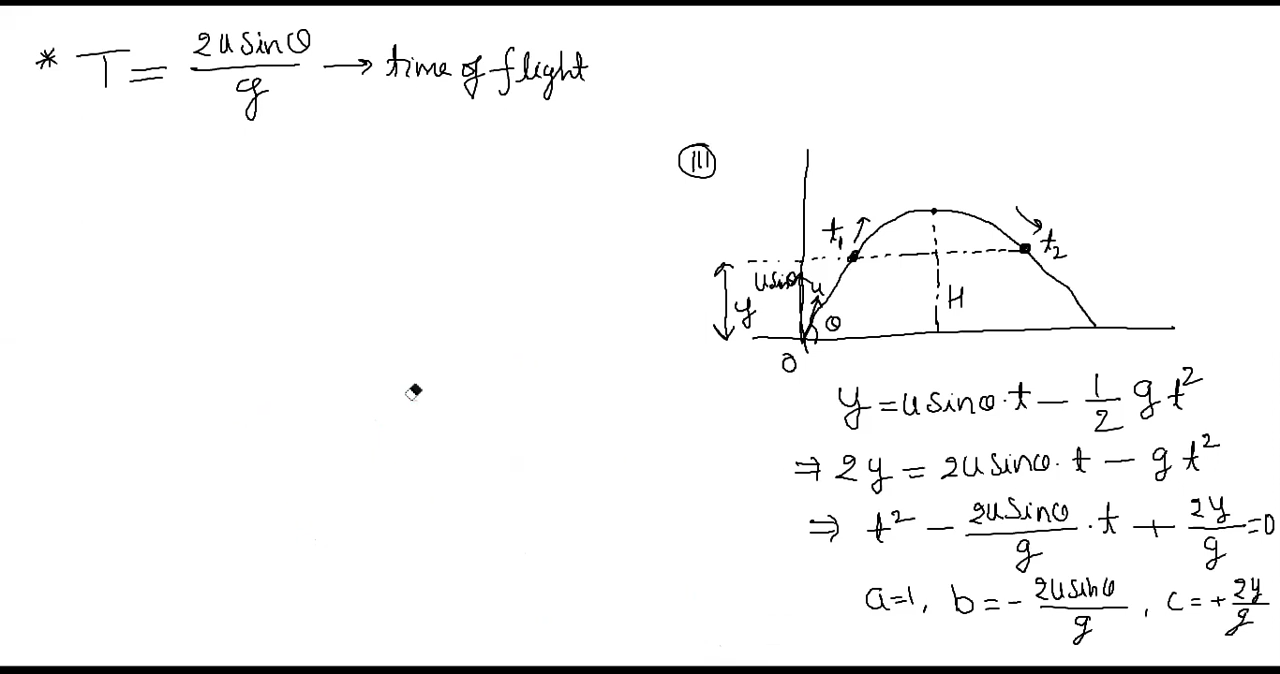 * T = 2u sinθ / g → time of flight
(III)
t₁
t₂
u sinθ
u
y
θ
H
O
y = u sinθ · t − 1/2 g t²
⇒ 2y = 2u sinθ · t − g t²
⇒ t² − 2u sinθ / g · t + 2y / g = 0
a = 1, b = − 2u sinθ / g , c = + 2y / g